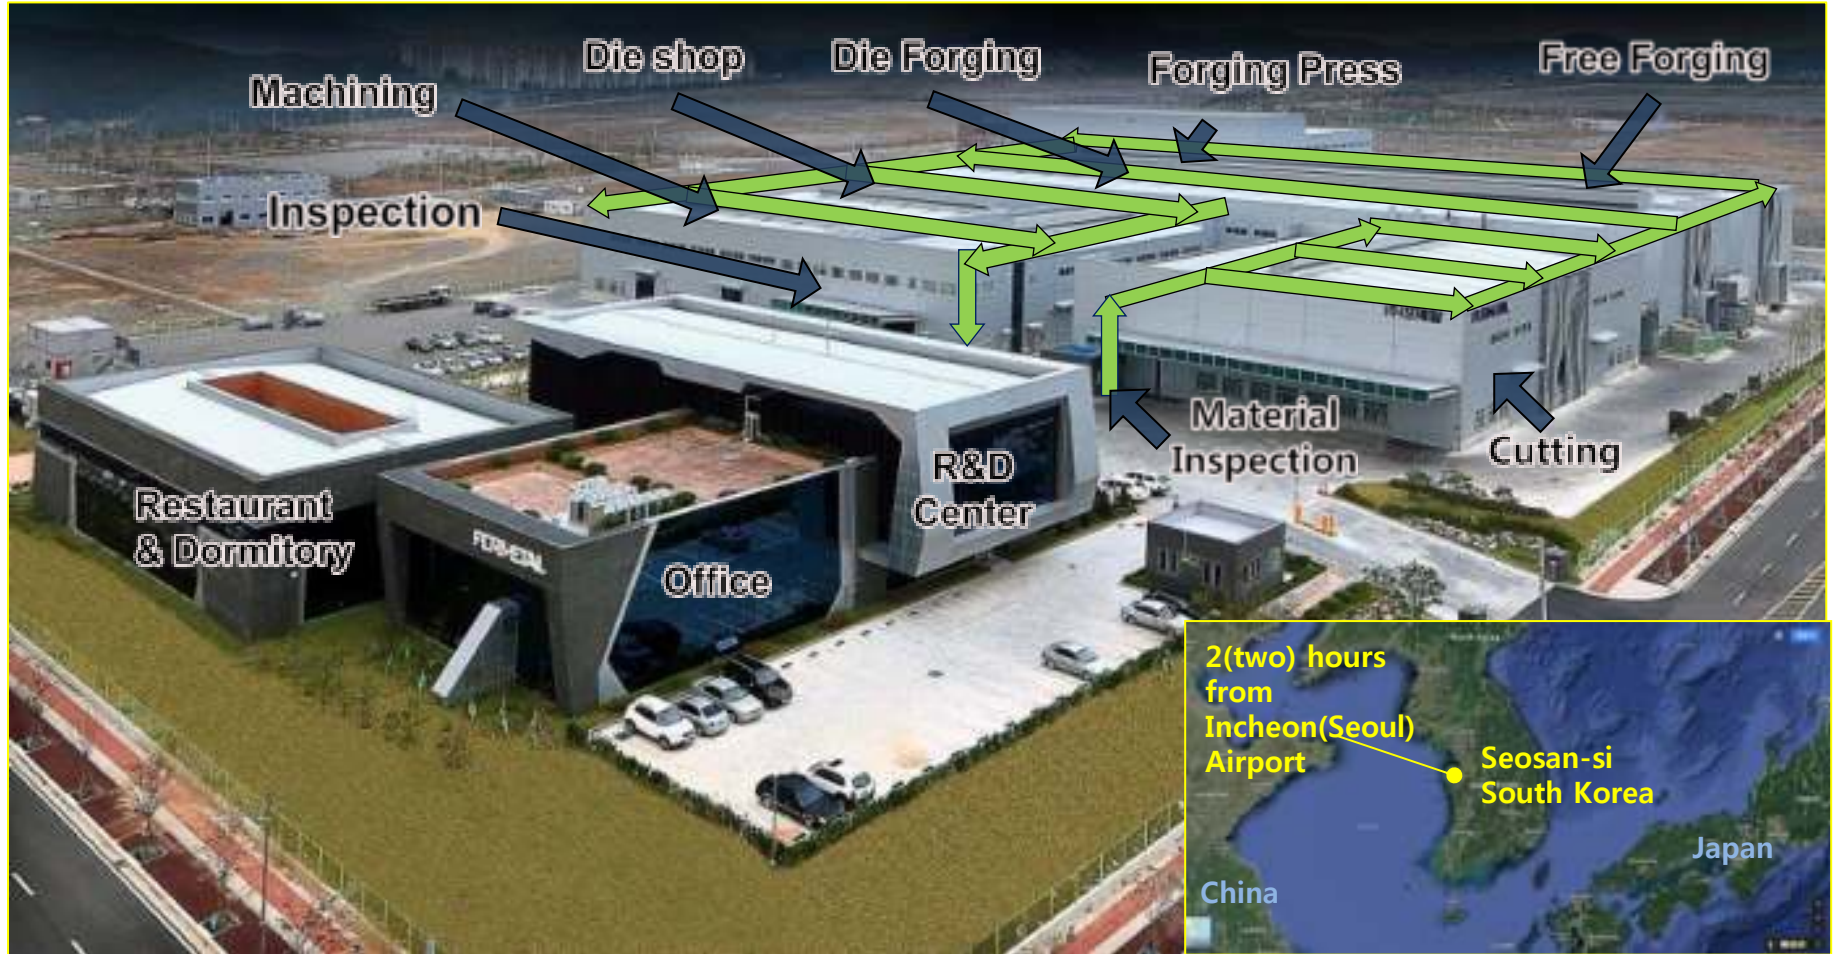 Die shop
Die Forging
Forging Press
Free Forging
Machining
Inspection
Material
Inspection
Cutting
R&D
Center
Restaurant
& Dormitory
Office
2(two) hours
from
Incheon(Seoul)
Airport
Seosan-si
South Korea
Japan
China